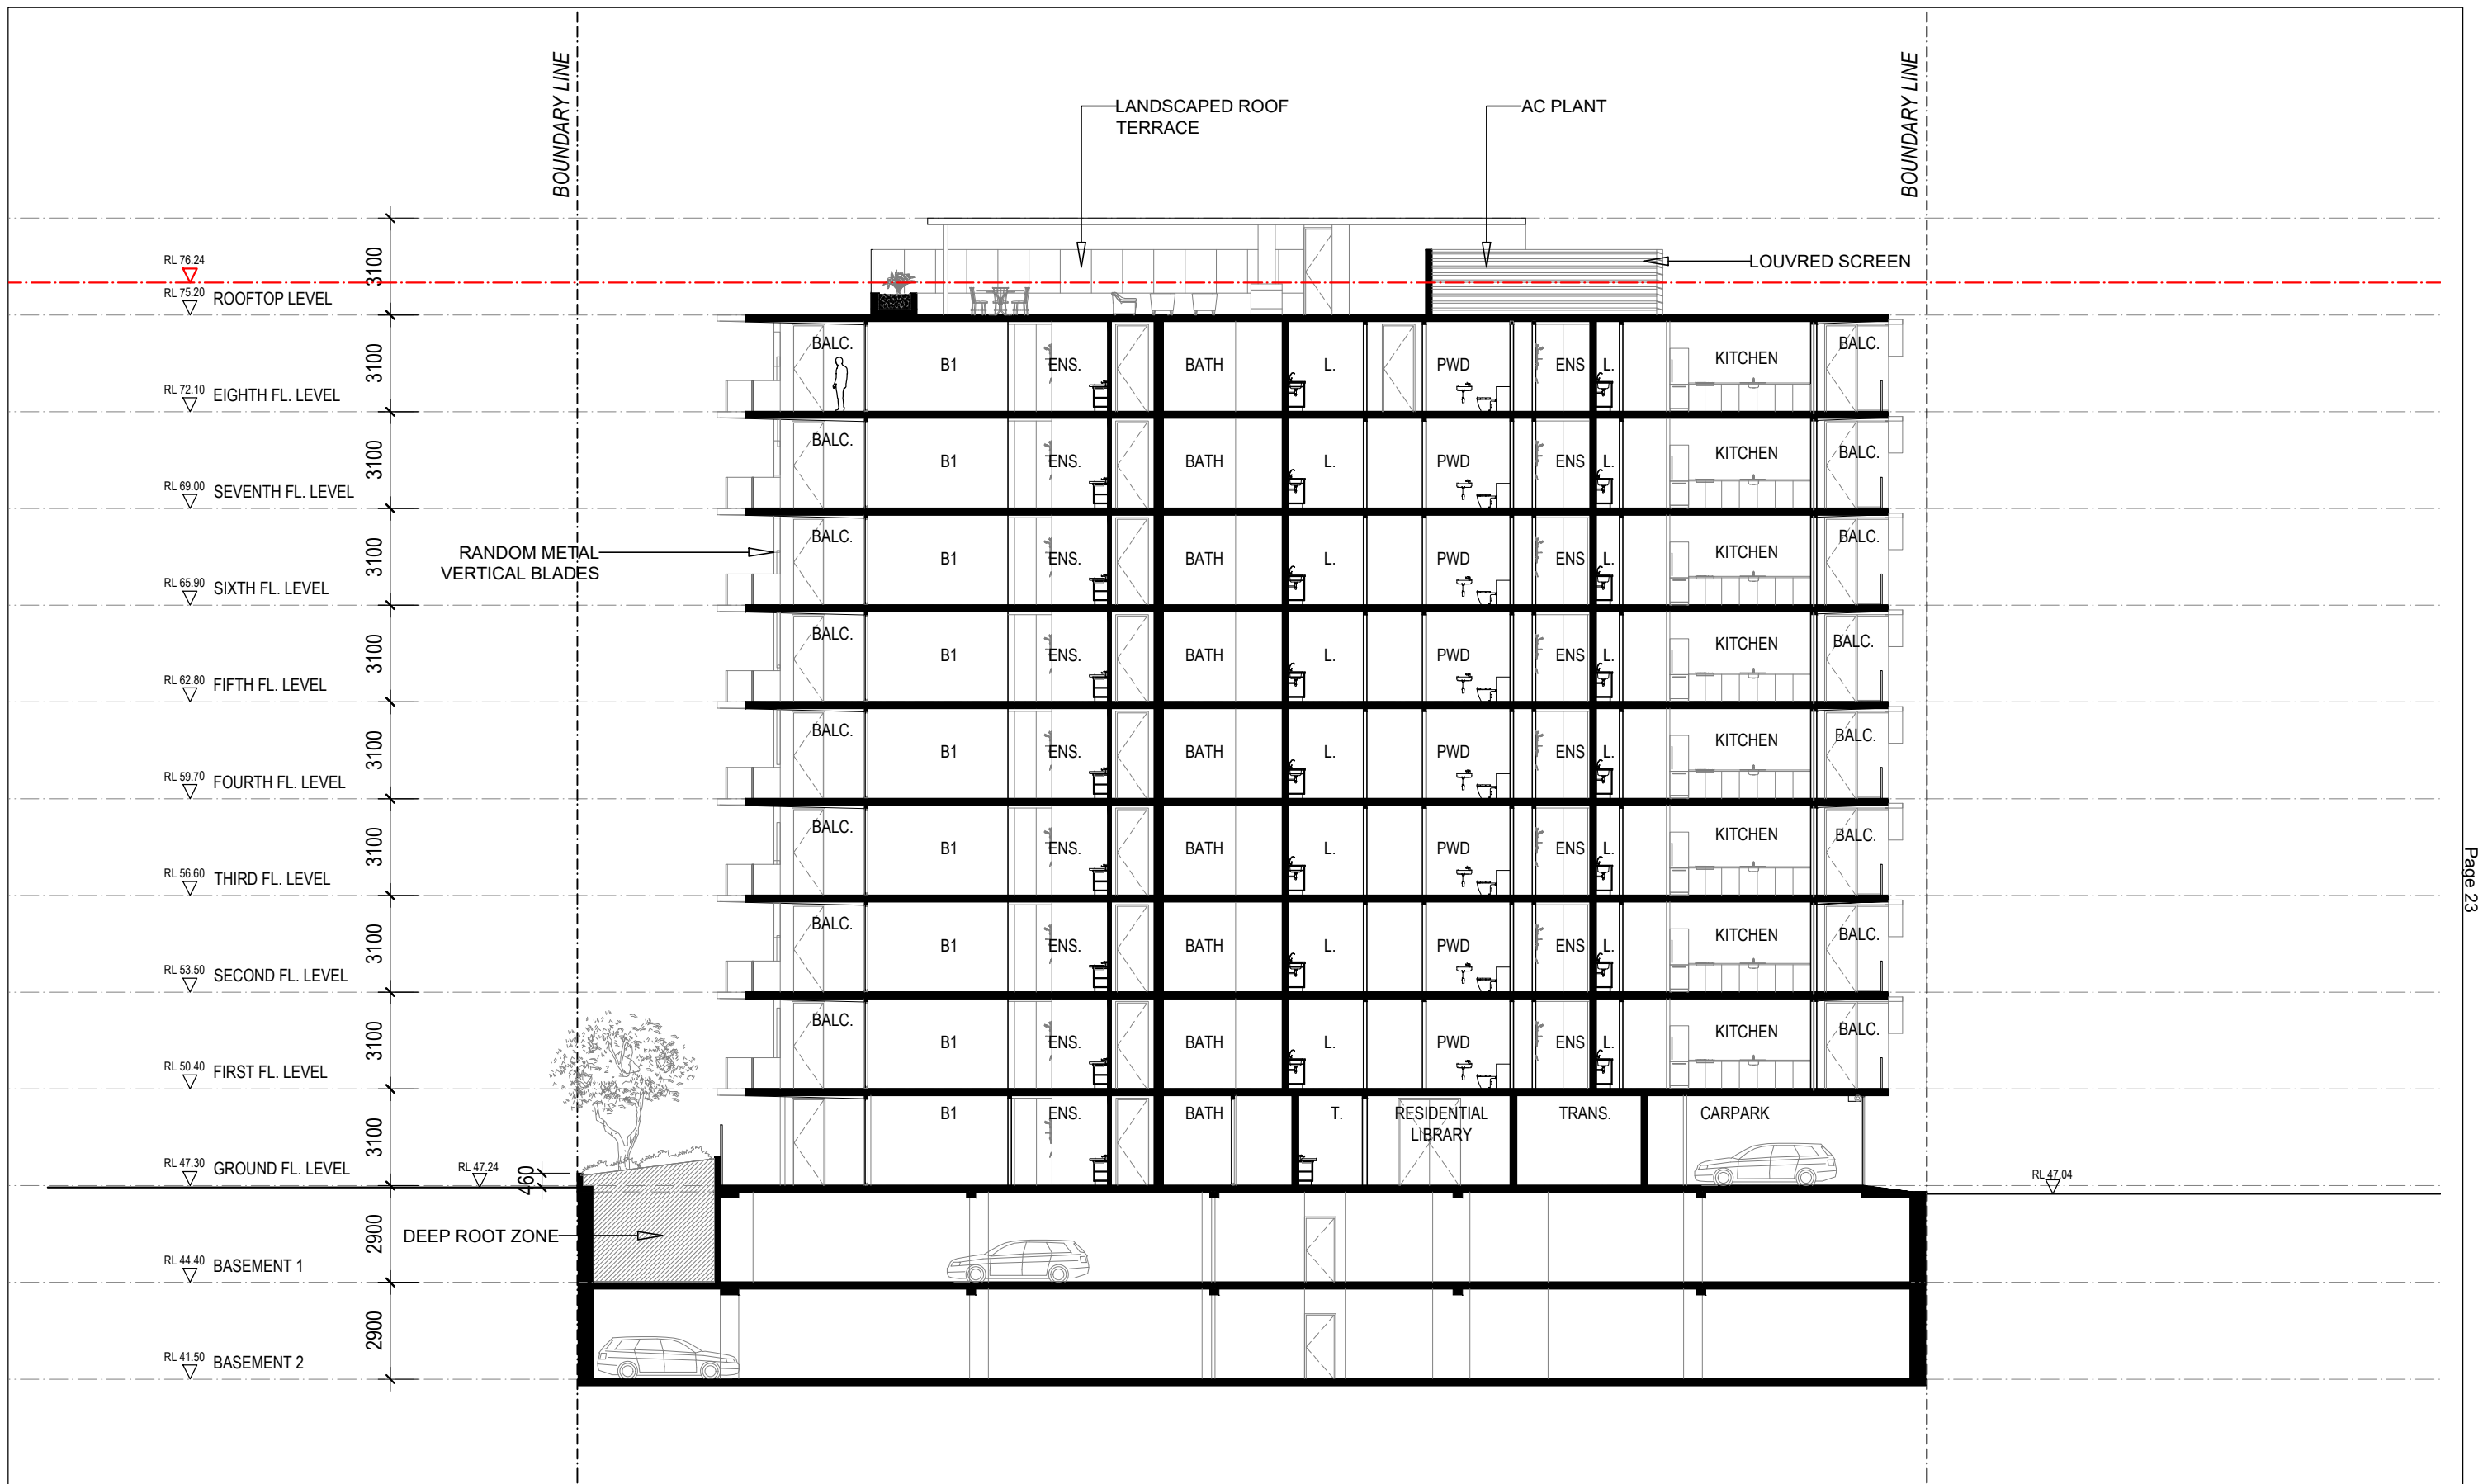 BOUNDARY LINE
BOUNDARY LINE
LANDSCAPED ROOF
TERRACE
AC PLANT
LOUVRED SCREEN
RL 76.24
3100
RL 75.20 ROOFTOP LEVEL
BALC. B1 ENS. BATH L. PWD ENS L. KITCHEN BALC.
3100
RL 72.10 EIGHTH FL. LEVEL
BALC. B1 ENS. BATH L. PWD ENS L. KITCHEN BALC.
3100
RL 69.00 SEVENTH FL. LEVEL
RANDOM METAL
VERTICAL BLADES
BALC. B1 ENS. BATH L. PWD ENS L. KITCHEN BALC.
3100
RL 65.90 SIXTH FL. LEVEL
BALC. B1 ENS. BATH L. PWD ENS L. KITCHEN BALC.
3100
RL 62.80 FIFTH FL. LEVEL
BALC. B1 ENS. BATH L. PWD ENS L. KITCHEN BALC.
3100
RL 59.70 FOURTH FL. LEVEL
BALC. B1 ENS. BATH L. PWD ENS L. KITCHEN BALC.
3100
RL 56.60 THIRD FL. LEVEL
BALC. B1 ENS. BATH L. PWD ENS L. KITCHEN BALC.
3100
RL 53.50 SECOND FL. LEVEL
BALC. B1 ENS. BATH L. PWD ENS L. KITCHEN BALC.
3100
RL 50.40 FIRST FL. LEVEL
B1 ENS. BATH T. RESIDENTIAL
LIBRARY
TRANS. CARPARK
3100
RL 47.30 GROUND FL. LEVEL
RL 47.24
460
RL 47.04
2900
DEEP ROOT ZONE
RL 44.40 BASEMENT 1
2900
RL 41.50 BASEMENT 2
Page 23